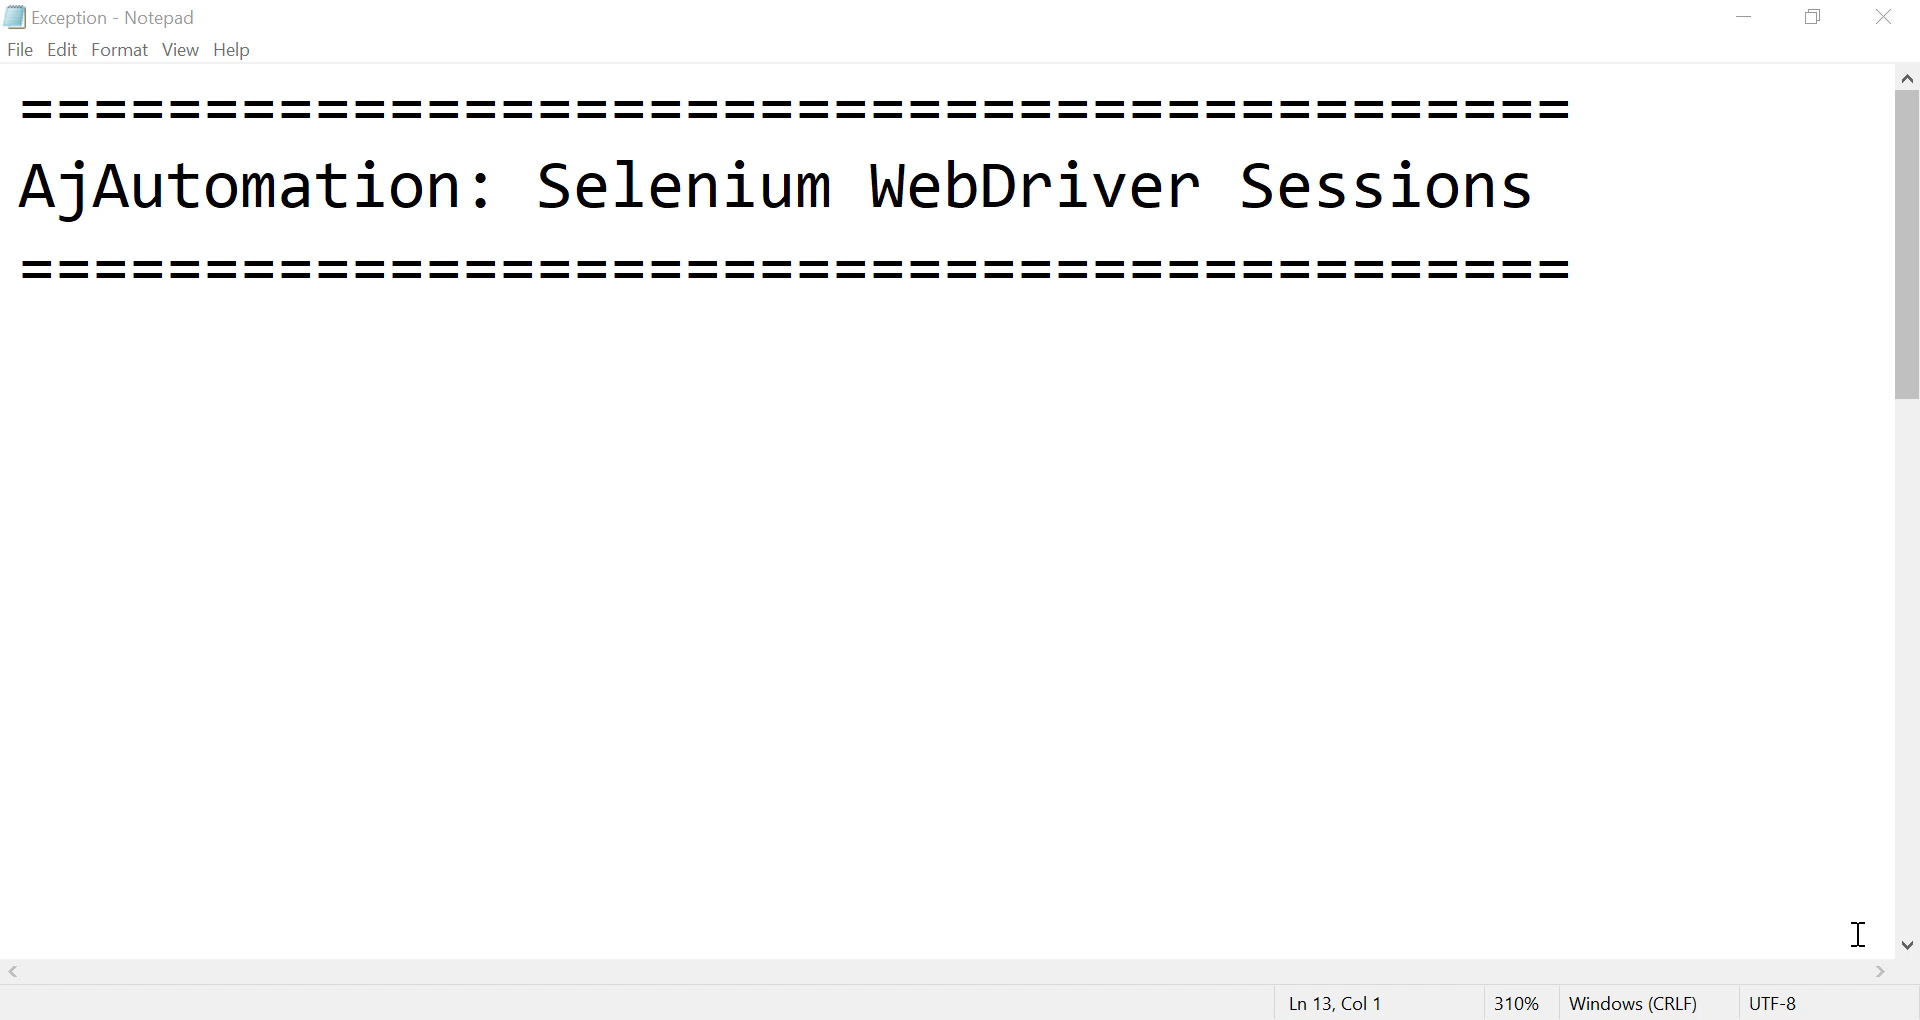 Exception - Notepad
File Edit Format View Help
==========================================
AjAutomation: Selenium WebDriver Sessions
==========================================
Ln 13, Col 1 310% Windows (CRLF) UTF-8